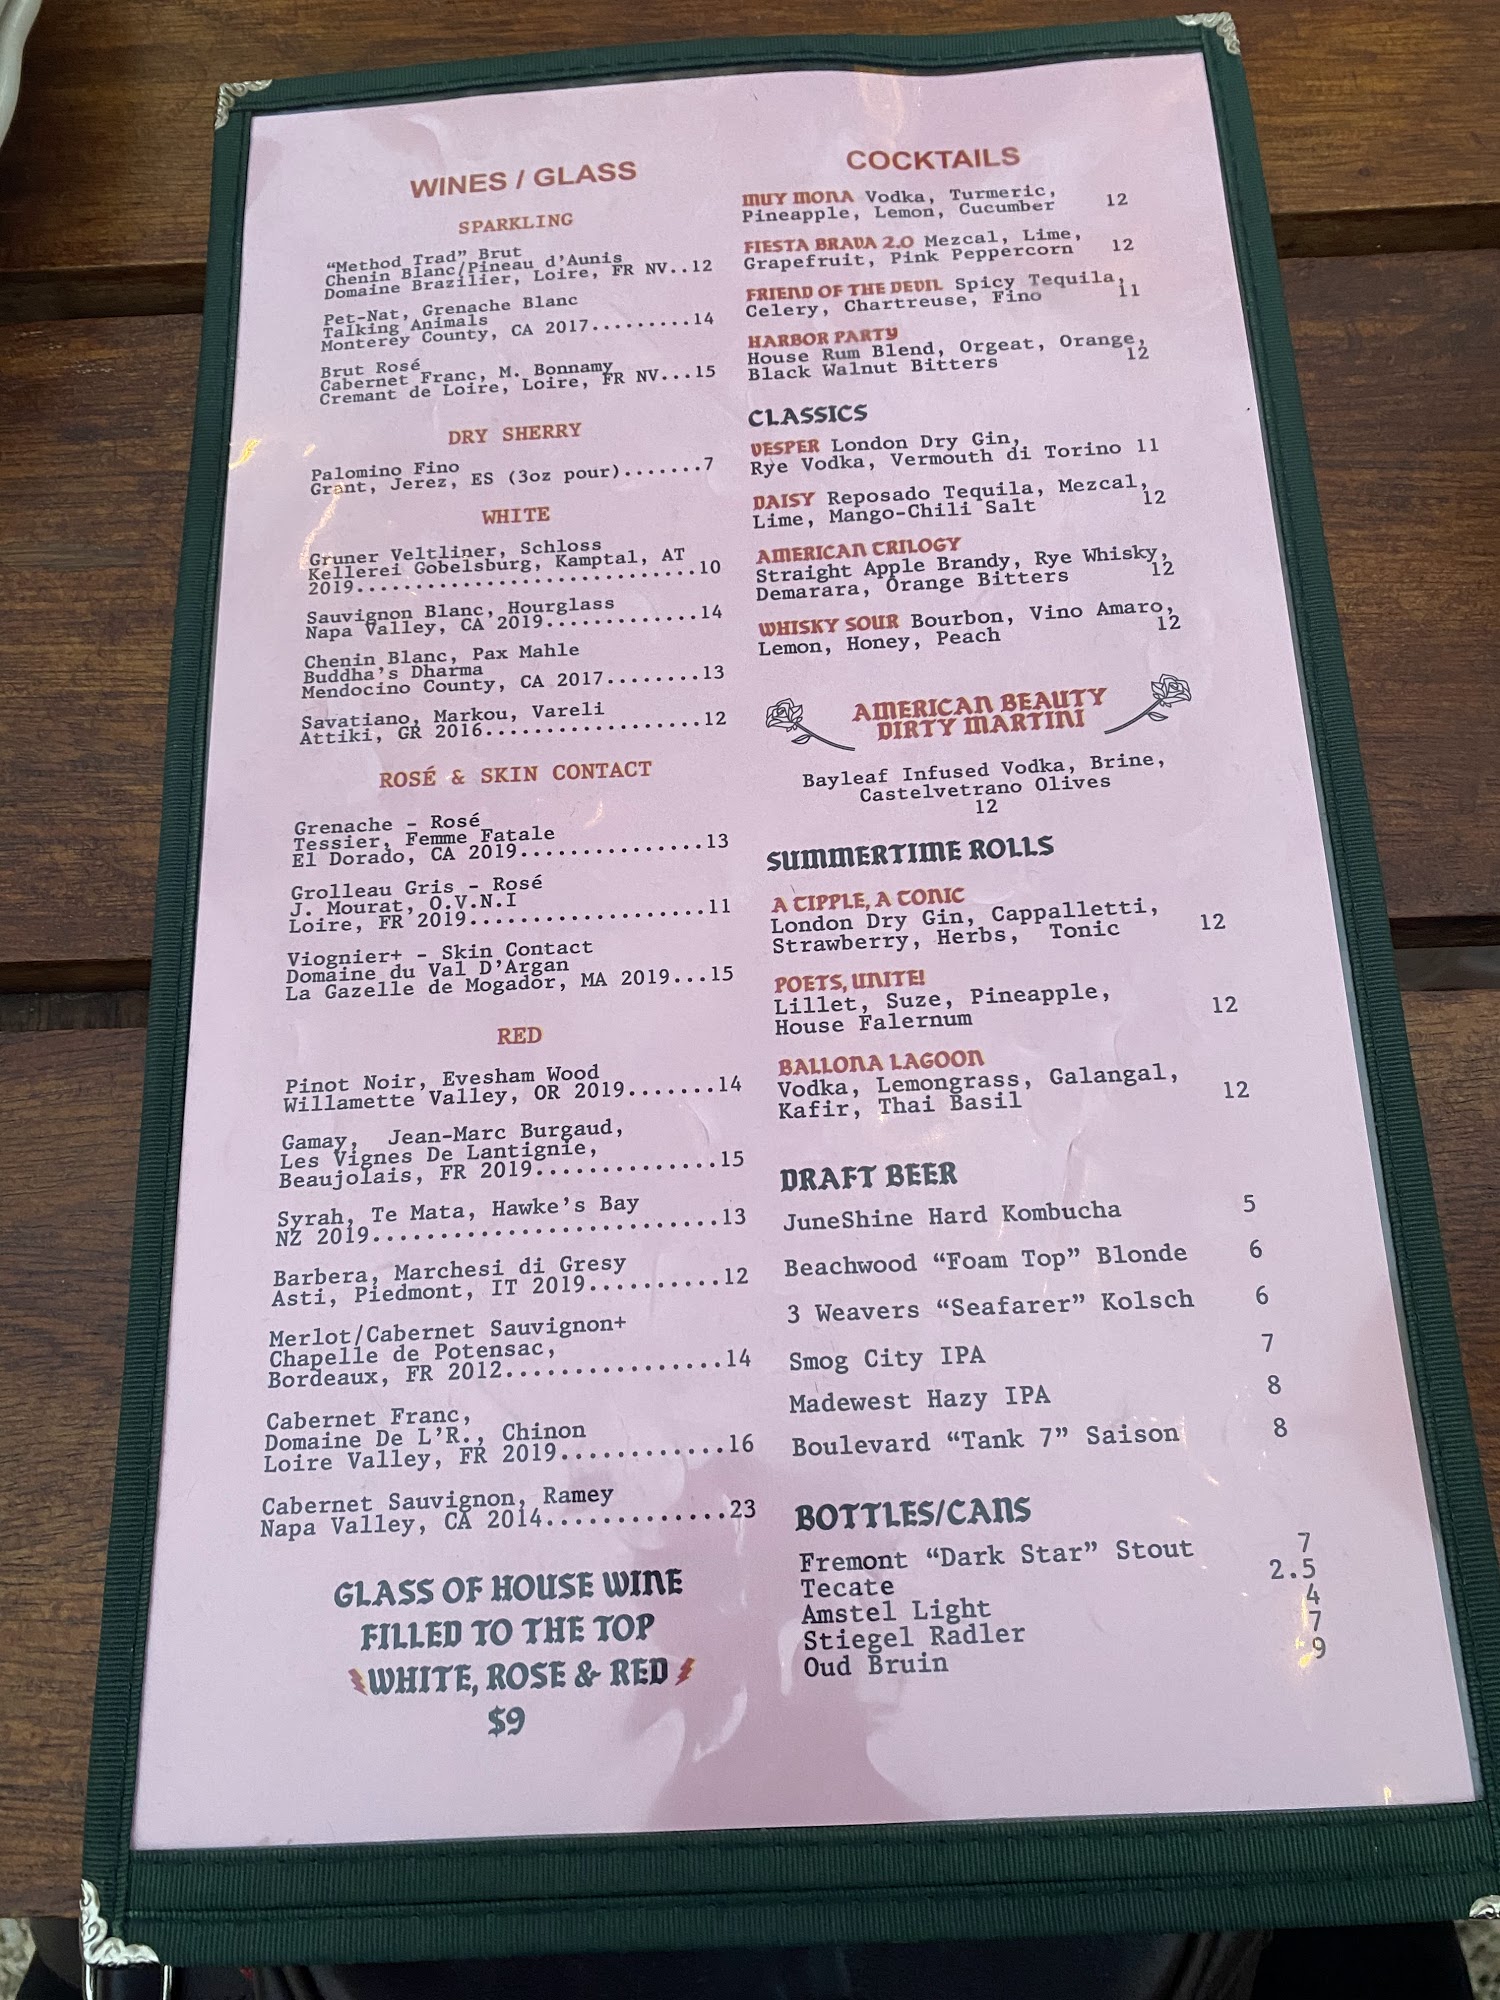 WINES / GLASS
SPARKLING
“Method Trad” Brut
Chenin Blanc/Pineau d’Aunis
Domaine Brazilier, Loire, FR NV..12
Pet-Nat, Grenache Blanc
Talking Animals
Monterey County, CA 2017.........14
Brut Rosé
Cabernet Franc, M. Bonnamy
Cremant de Loire, Loire, FR NV...15
DRY SHERRY
Palomino Fino
Grant, Jerez, ES (3oz pour).......7
WHITE
Gruner Veltliner, Schloss
Kellerei Gobelsburg, Kamptal, AT
2019.............................10
Sauvignon Blanc, Hourglass
Napa Valley, CA 2019.............14
Chenin Blanc, Pax Mahle
Buddha’s Dharma
Mendocino County, CA 2017........13
Savatiano, Markou, Vareli
Attiki, GR 2016..................12
ROSÉ & SKIN CONTACT
Grenache - Rosé
Tessier, Femme Fatale
El Dorado, CA 2019...............13
Grolleau Gris - Rosé
J. Mourat, O.V.N.I
Loire, FR 2019...................11
Viognier+ - Skin Contact
Domaine du Val D’Argan
La Gazelle de Mogador, MA 2019...15
RED
Pinot Noir, Evesham Wood
Willamette Valley, OR 2019.......14
Gamay, Jean-Marc Burgaud,
Les Vignes De Lantignie,
Beaujolais, FR 2019..............15
Syrah, Te Mata, Hawke’s Bay
NZ 2019..........................13
Barbera, Marchesi di Gresy
Asti, Piedmont, IT 2019..........12
Merlot/Cabernet Sauvignon+
Chapelle de Potensac,
Bordeaux, FR 2012................14
Cabernet Franc,
Domaine De L’R., Chinon
Loire Valley, FR 2019............16
Cabernet Sauvignon, Ramey
Napa Valley, CA 2014..............23
GLASS OF HOUSE WINE
FILLED TO THE TOP
WHITE, ROSE & RED
$9
COCKTAILS
MUY MONA Vodka, Turmeric,
Pineapple, Lemon, Cucumber 12
FIESTA BRAVA 2.0 Mezcal, Lime,
Grapefruit, Pink Peppercorn 12
FRIEND OF THE DEVIL Spicy Tequila,
Celery, Chartreuse, Fino 11
HARBOR PARTY
House Rum Blend, Orgeat, Orange,
Black Walnut Bitters 12
CLASSICS
VESPER London Dry Gin,
Rye Vodka, Vermouth di Torino 11
DAISY Reposado Tequila, Mezcal,
Lime, Mango-Chili Salt 12
AMERICAN TRILOGY
Straight Apple Brandy, Rye Whisky,
Demarara, Orange Bitters 12
WHISKY SOUR Bourbon, Vino Amaro,
Lemon, Honey, Peach 12
AMERICAN BEAUTY
DIRTY MARTINI
Bayleaf Infused Vodka, Brine,
Castelvetrano Olives
12
SUMMERTIME ROLLS
A TIPPLE, A TONIC
London Dry Gin, Cappalletti,
Strawberry, Herbs, Tonic 12
POETS, UNITE!
Lillet, Suze, Pineapple,
House Falernum 12
BALLONA LAGOON
Vodka, Lemongrass, Galangal,
Kafir, Thai Basil 12
DRAFT BEER
JuneShine Hard Kombucha 5
Beachwood “Foam Top” Blonde 6
3 Weavers “Seafarer” Kolsch 6
Smog City IPA 7
Madewest Hazy IPA 8
Boulevard “Tank 7” Saison 8
BOTTLES/CANS
Fremont “Dark Star” Stout 7
Tecate 2.5
Amstel Light 4
Stiegel Radler 7
Oud Bruin 9